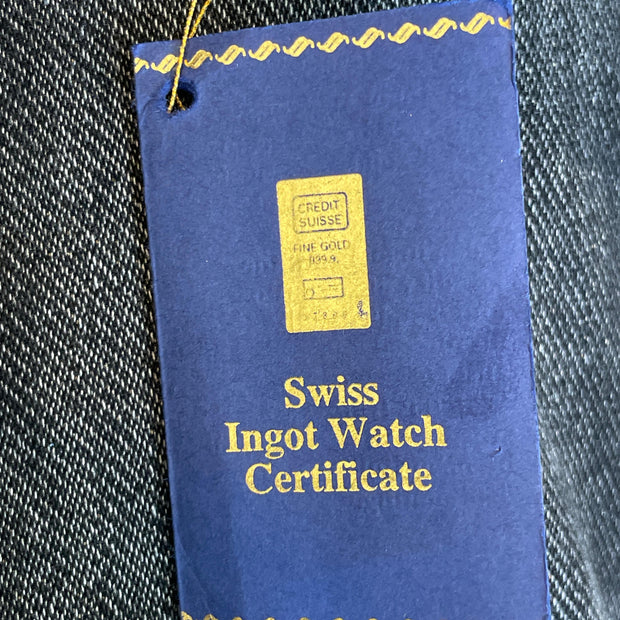 CREDIT
SUISSE
FINE GOLD
999.9
Swiss
Ingot Watch
Certificate